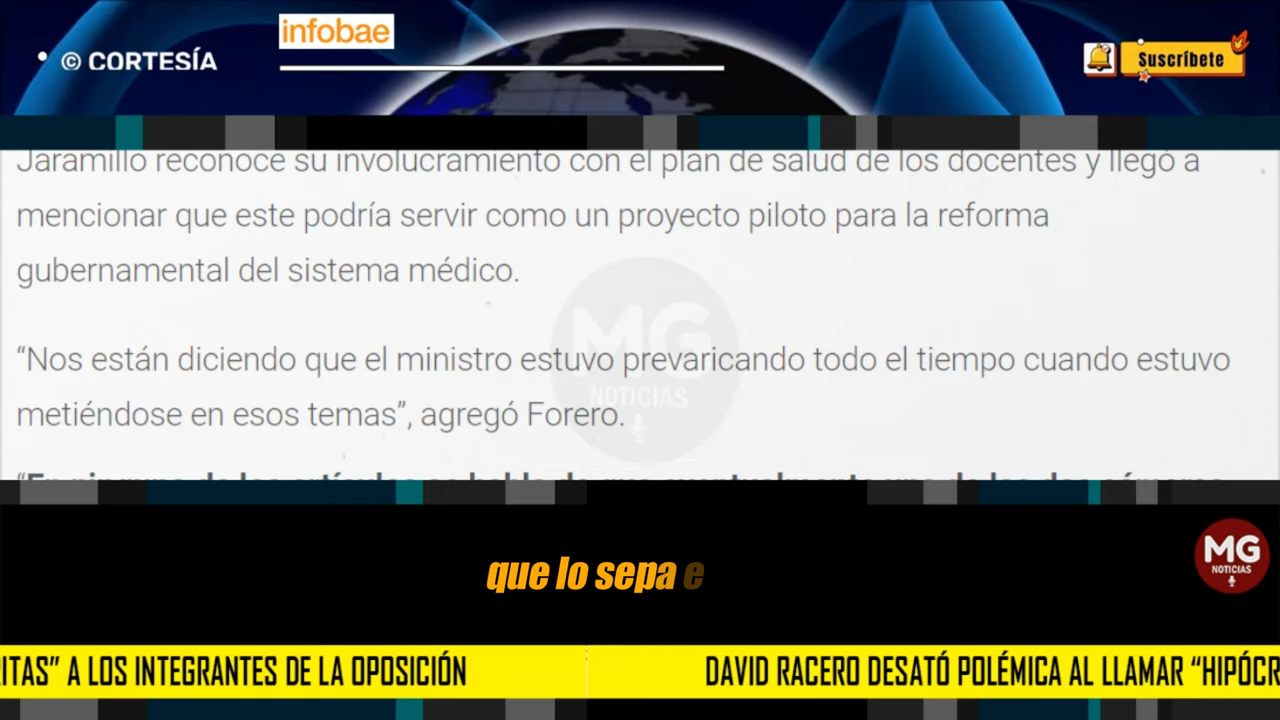 infobae
© CORTESÍA
Suscríbete
Jaramillo reconoce su involucramiento con el plan de salud de los docentes y llegó a
mencionar que este podría servir como un proyecto piloto para la reforma
gubernamental del sistema médico.
“Nos están diciendo que el ministro estuvo prevaricando todo el tiempo cuando estuvo
metiéndose en esos temas”, agregó Forero.
MG
NOTICIAS
que lo sepa e
MG
NOTICIAS
ITAS” A LOS INTEGRANTES DE LA OPOSICIÓN
DAVID RACERO DESATÓ POLÉMICA AL LLAMAR “HIPÓCR